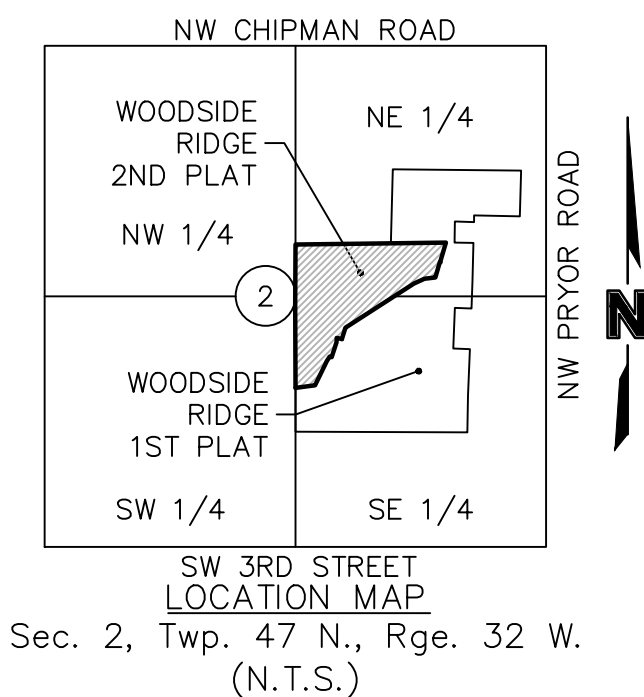 NW CHIPMAN ROAD
WOODSIDE
RIDGE
2ND PLAT
NE 1/4
NW 1/4
NW PRYOR ROAD
2
N
WOODSIDE
RIDGE
1ST PLAT
SW 1/4
SE 1/4
SW 3RD STREET
LOCATION MAP
Sec. 2, Twp. 47 N., Rge. 32 W.
(N.T.S.)